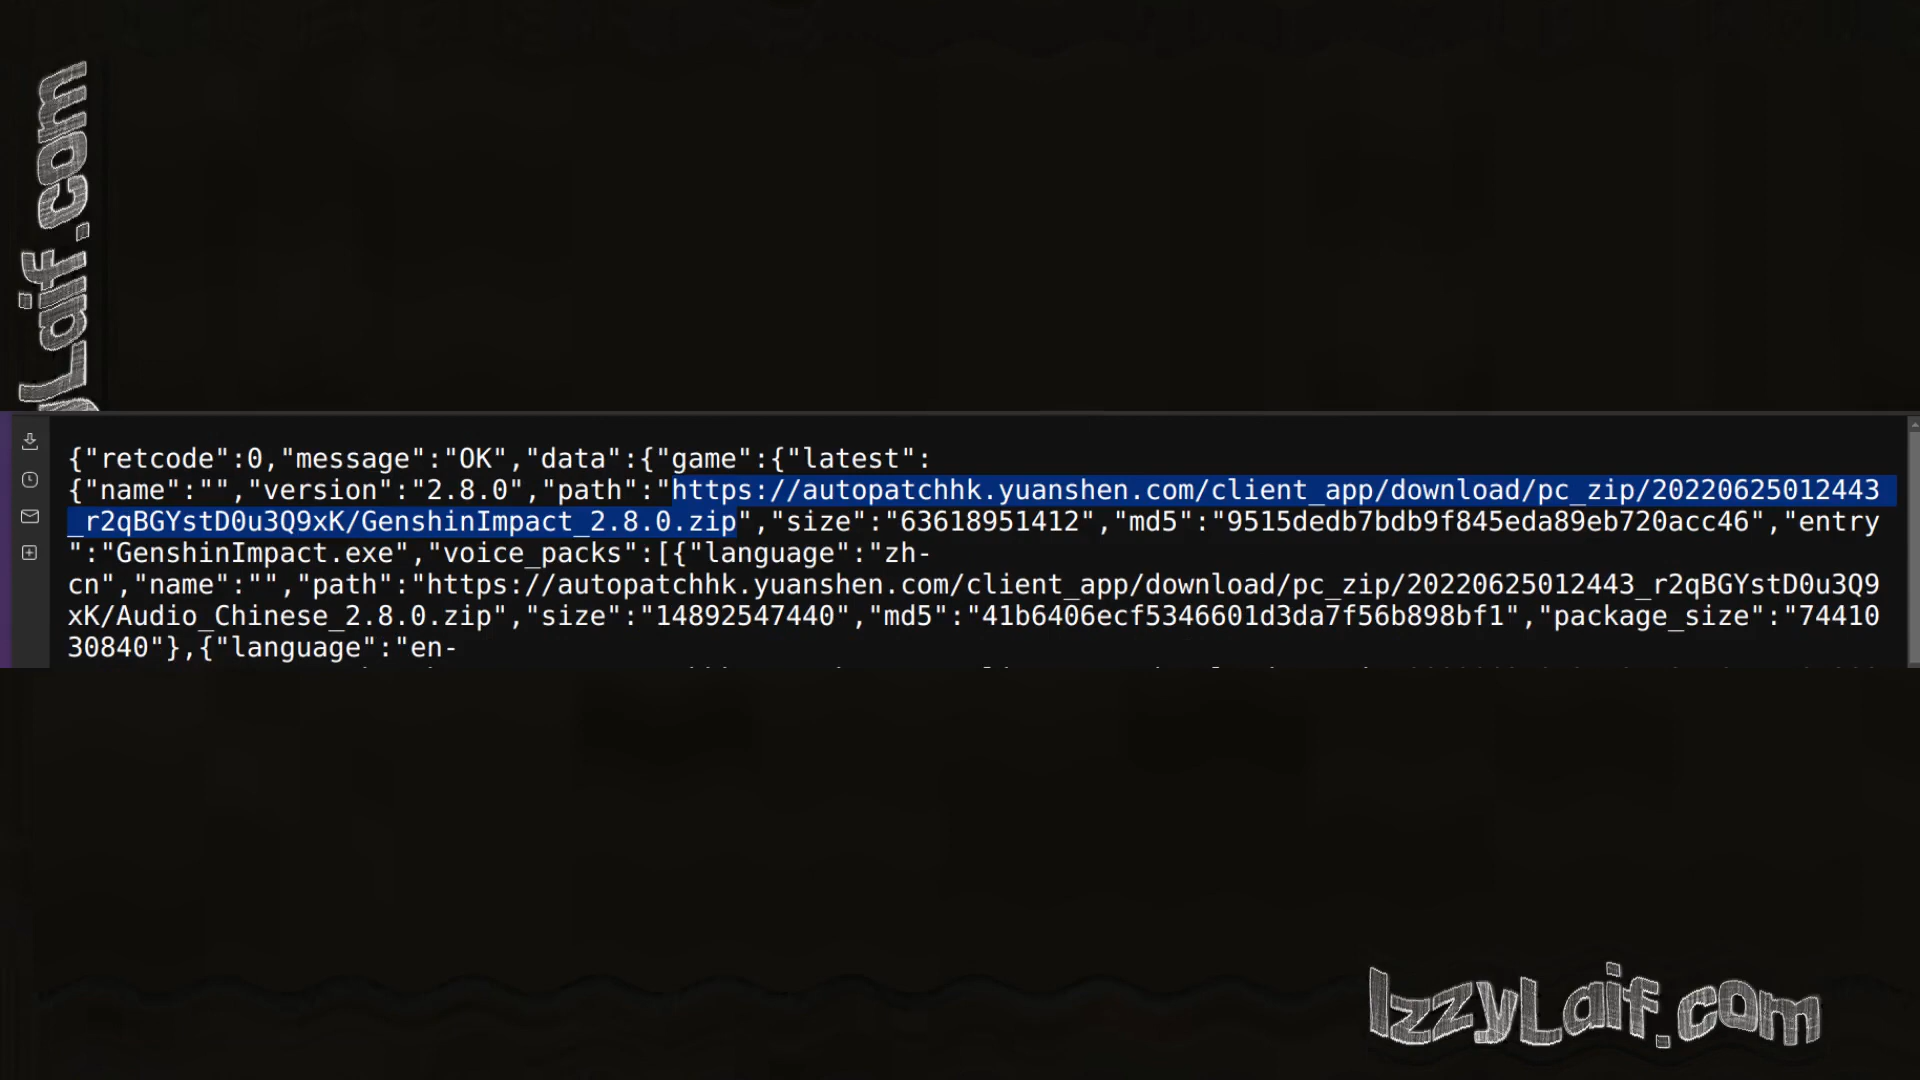 yLaif.com
{"retcode":0,"message":"OK","data":{"game":{"latest":
{"name":"","version":"2.8.0","path":"https://autopatchhk.yuanshen.com/client_app/download/pc_zip/20220625012443
_r2qBGYstD0u3Q9xK/GenshinImpact_2.8.0.zip","size":"63618951412","md5":"9515dedb7bdb9f845eda89eb720acc46","entry
":"GenshinImpact.exe","voice_packs":[{"language":"zh-
cn","name":"","path":"https://autopatchhk.yuanshen.com/client_app/download/pc_zip/20220625012443_r2qBGYstD0u3Q9
xK/Audio_Chinese_2.8.0.zip","size":"14892547440","md5":"41b6406ecf5346601d3da7f56b898bf1","package_size":"74410
30840"},{"language":"en-
IzzyLaif.com